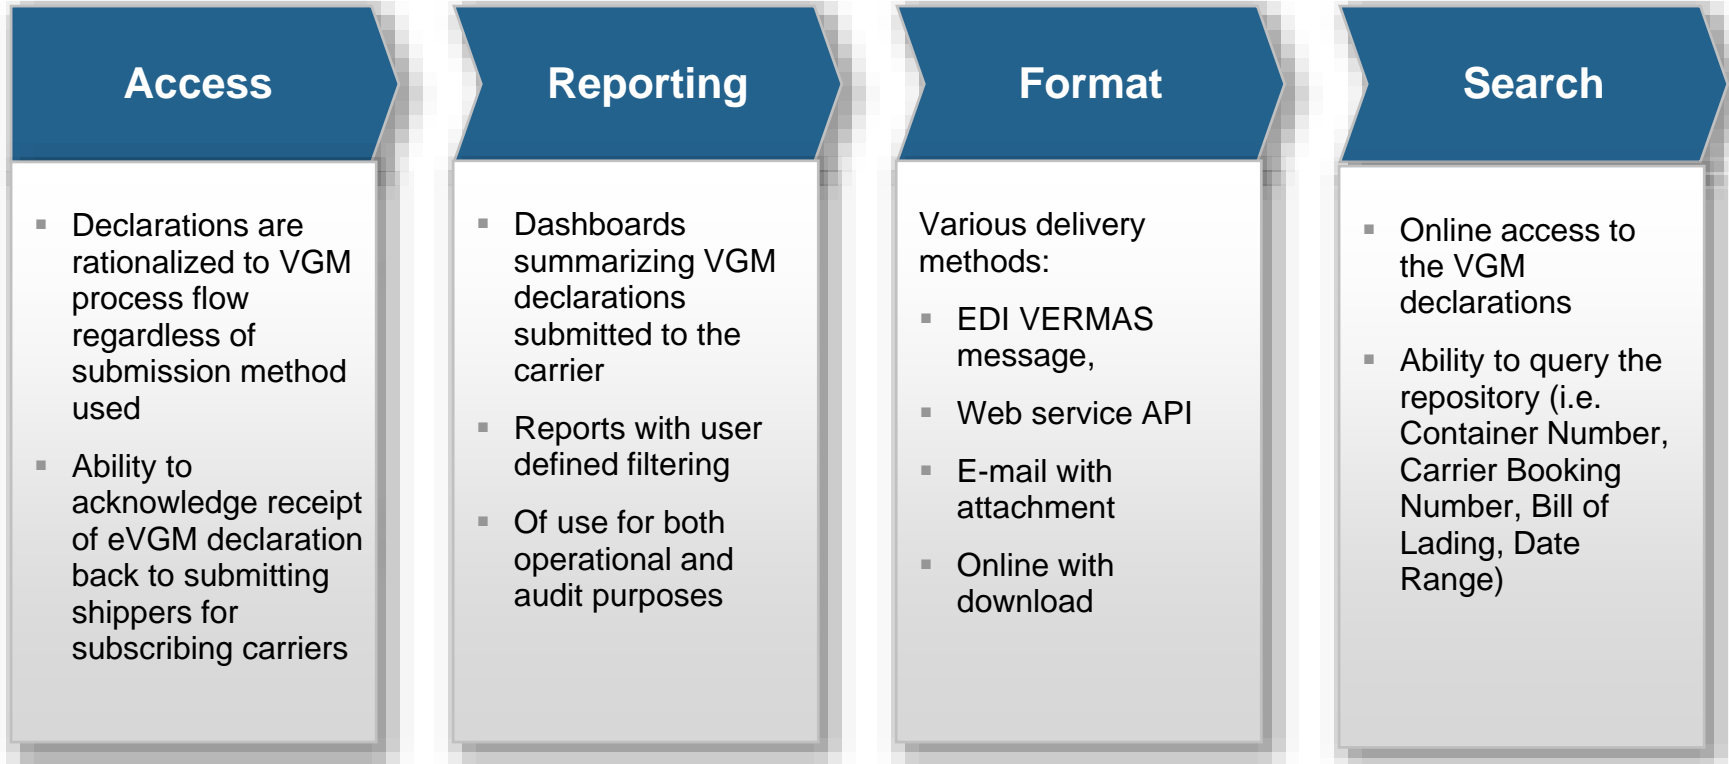 Access
Declarations are
rationalized to VGM
process flow
regardless of
submission method
used
Ability to
acknowledge receipt
of eVGM declaration
back to submitting
shippers for
subscribing carriers
Reporting
Dashboards
summarizing VGM
declarations
submitted to the
carrier
Reports with user
defined filtering
Of use for both
operational and
audit purposes
Format
Various delivery
methods:
EDI VERMAS
message,
Web service API
E-mail with
attachment
Online with
download
Search
Online access to
the VGM
declarations
Ability to query the
repository (i.e.
Container Number,
Carrier Booking
Number, Bill of
Lading, Date
Range)